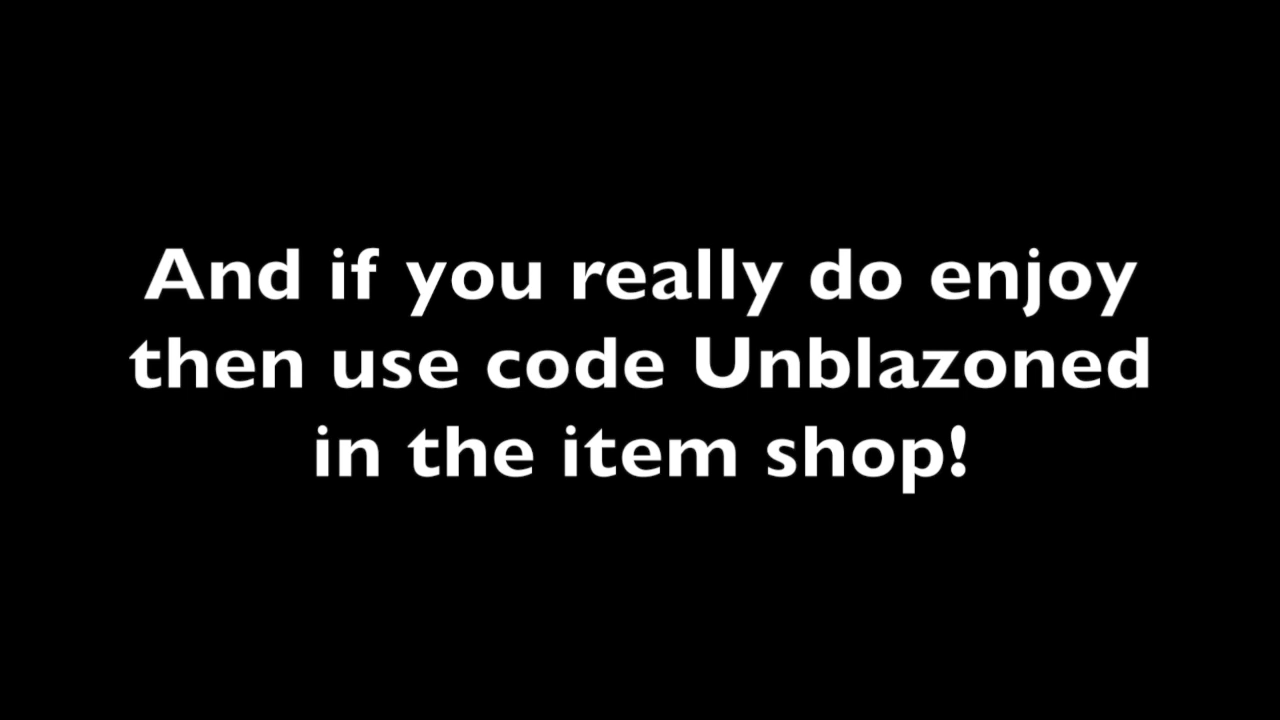 And if you really do enjoy
then use code Unblazoned
in the item shop!